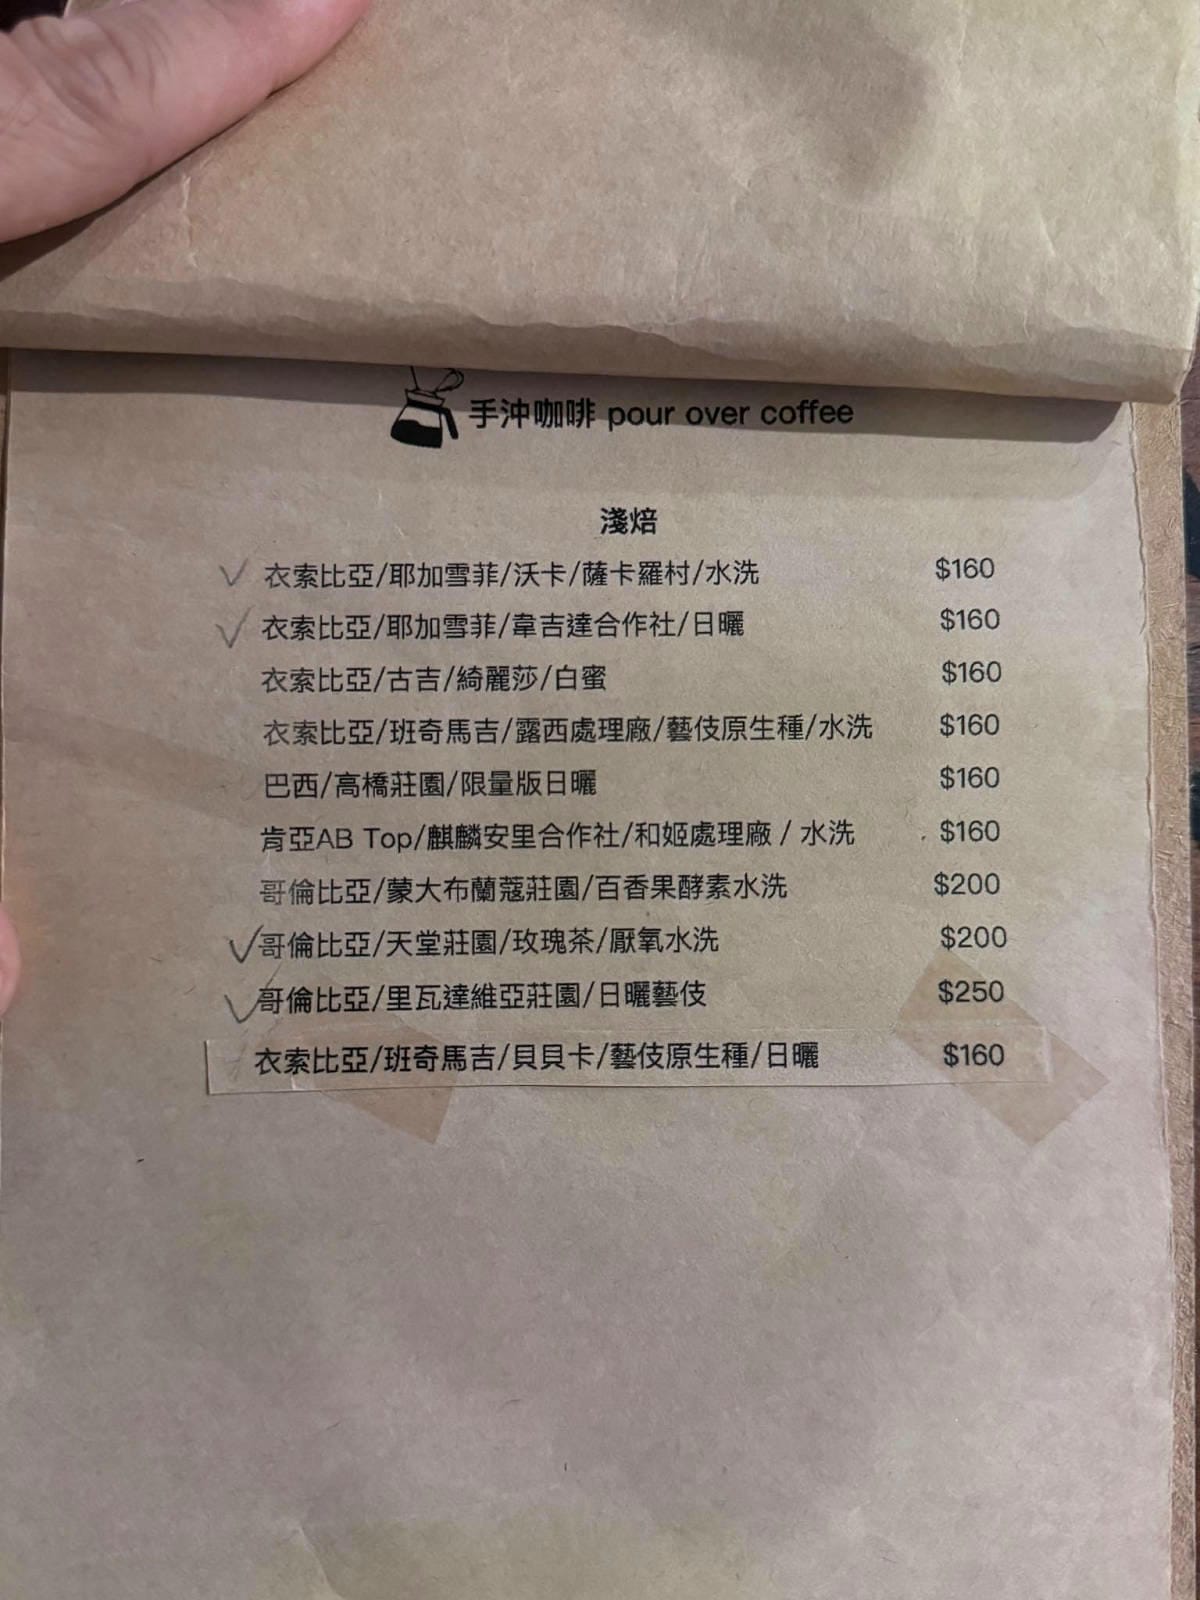 手沖咖啡 pour over coffee
淺焙
衣索比亞/耶加雪菲/沃卡/薩卡羅村/水洗 $160
衣索比亞/耶加雪菲/韋吉達合作社/日曬 $160
衣索比亞/古吉/綺麗莎/白蜜 $160
衣索比亞/班奇馬吉/露西處理廠/藝伎原生種/水洗 $160
巴西/高橋莊園/限量版日曬 $160
肯亞AB Top/麒麟安里合作社/和姬處理廠 / 水洗 $160
哥倫比亞/蒙大布蘭蔻莊園/百香果酵素水洗 $200
哥倫比亞/天堂莊園/玫瑰茶/厭氧水洗 $200
哥倫比亞/里瓦達維亞莊園/日曬藝伎 $250
衣索比亞/班奇馬吉/貝貝卡/藝伎原生種/日曬 $160